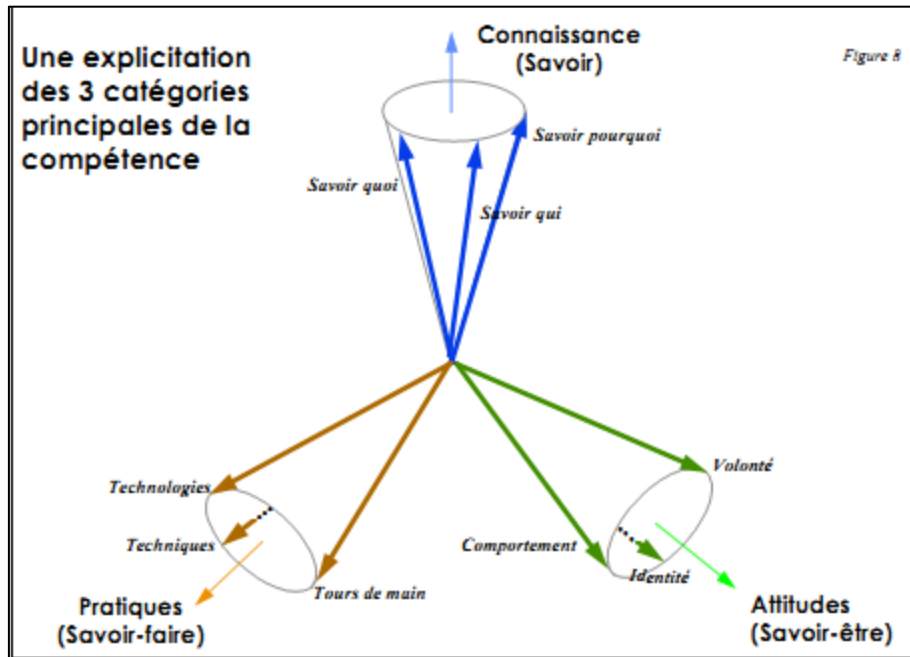 Une explicitation
des 3 catégories
principales de la
compétence
Connaissance
(Savoir)
Figure 8
Savoir pourquoi
Savoir quoi
Savoir qui
Technologies
Techniques
Tours de main
Pratiques
(Savoir-faire)
Volonté
Comportement
Identité
Attitudes
(Savoir-être)